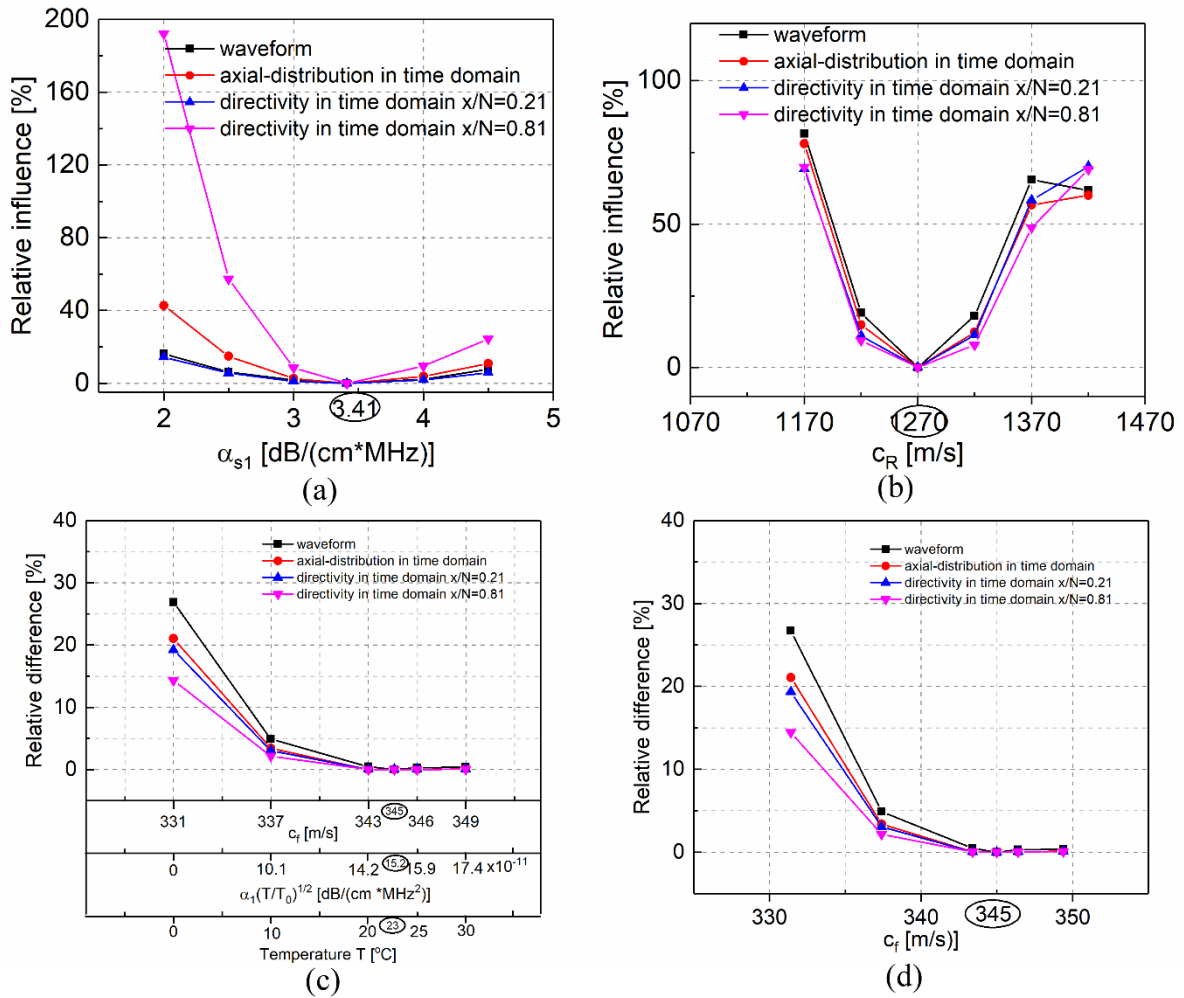 200
160
120
80
40
0
Relative influence [%]
waveform
axial-distribution in time domain
directivity in time domain x/N=0.21
directivity in time domain x/N=0.81
2 3 3.41 4 5
αs1 [dB/(cm*MHz)]
(a)
100
50
0
Relative influence [%]
waveform
axial-distribution in time domain
directivity in time domain x/N=0.21
directivity in time domain x/N=0.81
1070 1170 1270 1370 1470
cR [m/s]
(b)
40
30
20
10
0
Relative difference [%]
waveform
axial-distribution in time domain
directivity in time domain x/N=0.21
directivity in time domain x/N=0.81
331 337 343 345 346 349
cf [m/s]
0 10.1 14.2 15.2 15.9 17.4 x10-11
α1(T/T0)1/2 [dB/(cm *MHz2)]
0 10 20 23 25 30
Temperature T [oC]
(c)
40
30
20
10
0
Relative difference [%]
waveform
axial-distribution in time domain
directivity in time domain x/N=0.21
directivity in time domain x/N=0.81
330 340 345 350
cf [m/s)]
(d)